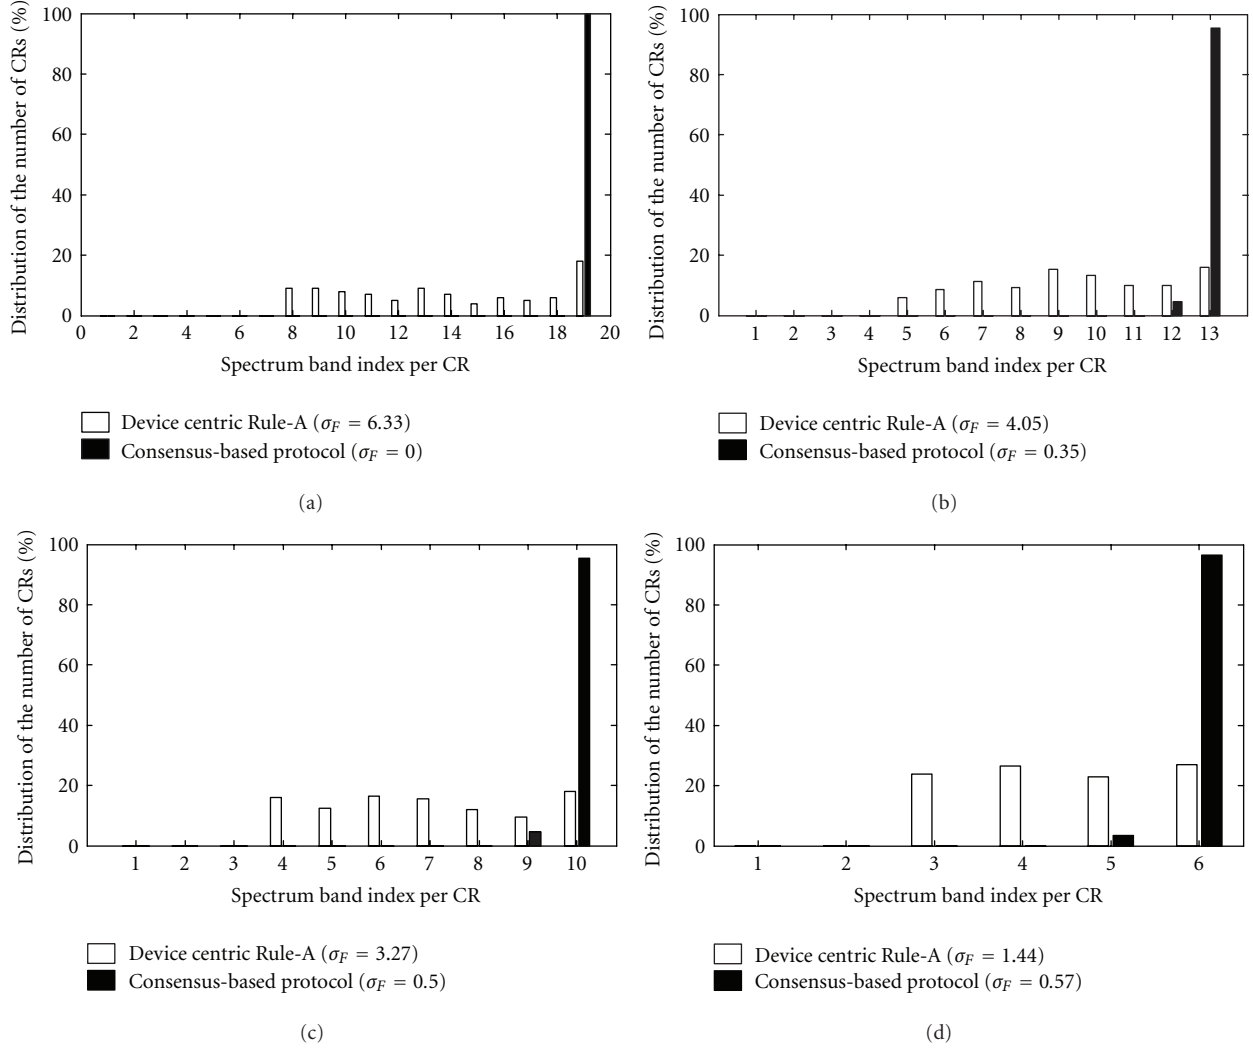 Distribution of the number of CRs (%)
100
80
60
40
20
0
0 2 4 6 8 10 12 14 16 18 20
Spectrum band index per CR
Device centric Rule-A (σF = 6.33)
Consensus-based protocol (σF = 0)
(a)
Distribution of the number of CRs (%)
100
80
60
40
20
0
1 2 3 4 5 6 7 8 9 10 11 12 13
Spectrum band index per CR
Device centric Rule-A (σF = 4.05)
Consensus-based protocol (σF = 0.35)
(b)
Distribution of the number of CRs (%)
100
80
60
40
20
0
1 2 3 4 5 6 7 8 9 10
Spectrum band index per CR
Device centric Rule-A (σF = 3.27)
Consensus-based protocol (σF = 0.5)
(c)
Distribution of the number of CRs (%)
100
80
60
40
20
0
1 2 3 4 5 6
Spectrum band index per CR
Device centric Rule-A (σF = 1.44)
Consensus-based protocol (σF = 0.57)
(d)